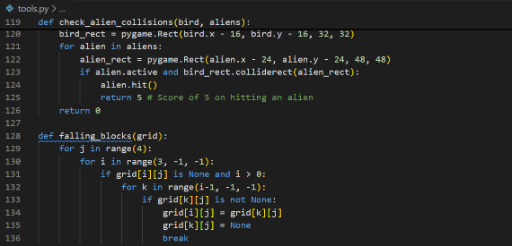 tools.py > ...
119 def check_alien_collisions(bird, aliens):
120     bird_rect = pygame.Rect(bird.x - 16, bird.y - 16, 32, 32)
121     for alien in aliens:
122         alien_rect = pygame.Rect(alien.x - 24, alien.y - 24, 48, 48)
123         if alien.active and bird_rect.colliderect(alien_rect):
124             alien.hit()
125             return 5 # Score of 5 on hitting an alien
126     return 0
127
128 def falling_blocks(grid):
129     for j in range(4):
130         for i in range(3, -1, -1):
131             if grid[i][j] is None and i > 0:
132                 for k in range(i-1, -1, -1):
133                     if grid[k][j] is not None:
134                         grid[i][j] = grid[k][j]
135                         grid[k][j] = None
136                         break